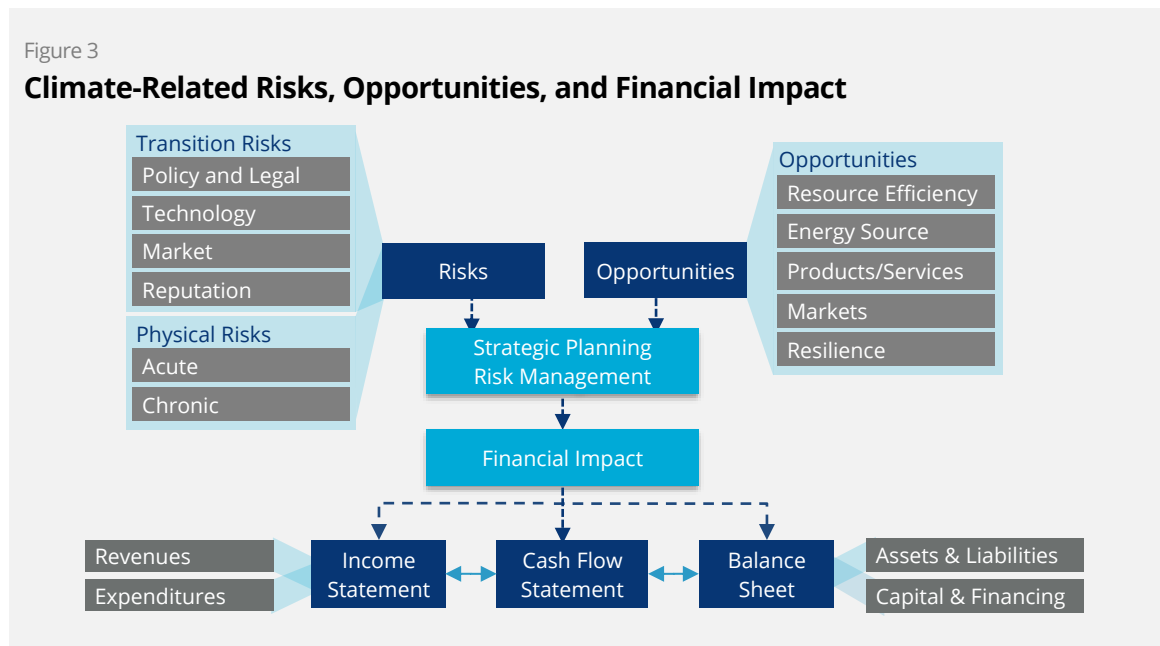 Figure 3
Climate-Related Risks, Opportunities, and Financial Impact
Transition Risks
Policy and Legal
Technology
Market
Reputation
Physical Risks
Acute
Chronic
Risks
Opportunities
Opportunities
Resource Efficiency
Energy Source
Products/Services
Markets
Resilience
Strategic Planning
Risk Management
Financial Impact
Revenues
Expenditures
Income
Statement
Cash Flow
Statement
Balance
Sheet
Assets & Liabilities
Capital & Financing